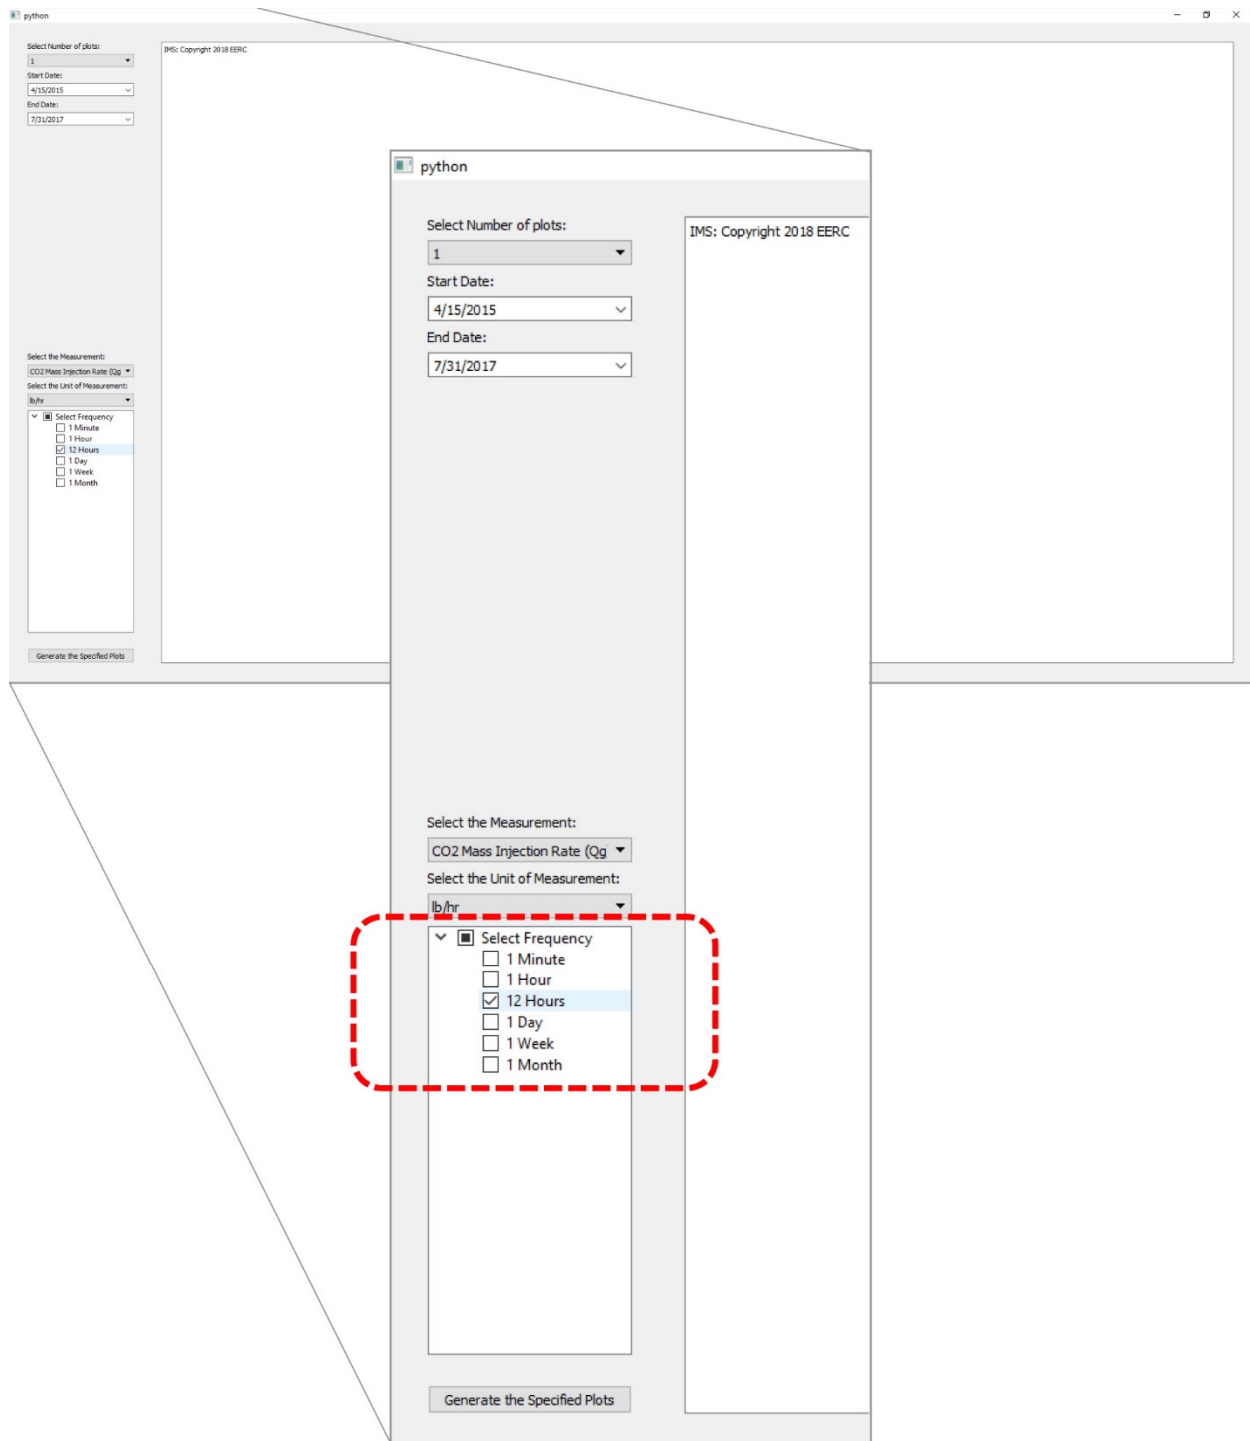 python
Select Number of plots:
1
Start Date:
4/15/2015
End Date:
7/31/2017
IMS: Copyright 2018 EERC
Select the Measurement:
CO2 Mass Injection Rate (Qg
Select the Unit of Measurement:
lb/hr
Select Frequency
1 Minute
1 Hour
12 Hours
1 Day
1 Week
1 Month
Generate the Specified Plots
python
Select Number of plots:
1
Start Date:
4/15/2015
End Date:
7/31/2017
IMS: Copyright 2018 EERC
Select the Measurement:
CO2 Mass Injection Rate (Qg
Select the Unit of Measurement:
lb/hr
Select Frequency
1 Minute
1 Hour
12 Hours
1 Day
1 Week
1 Month
Generate the Specified Plots